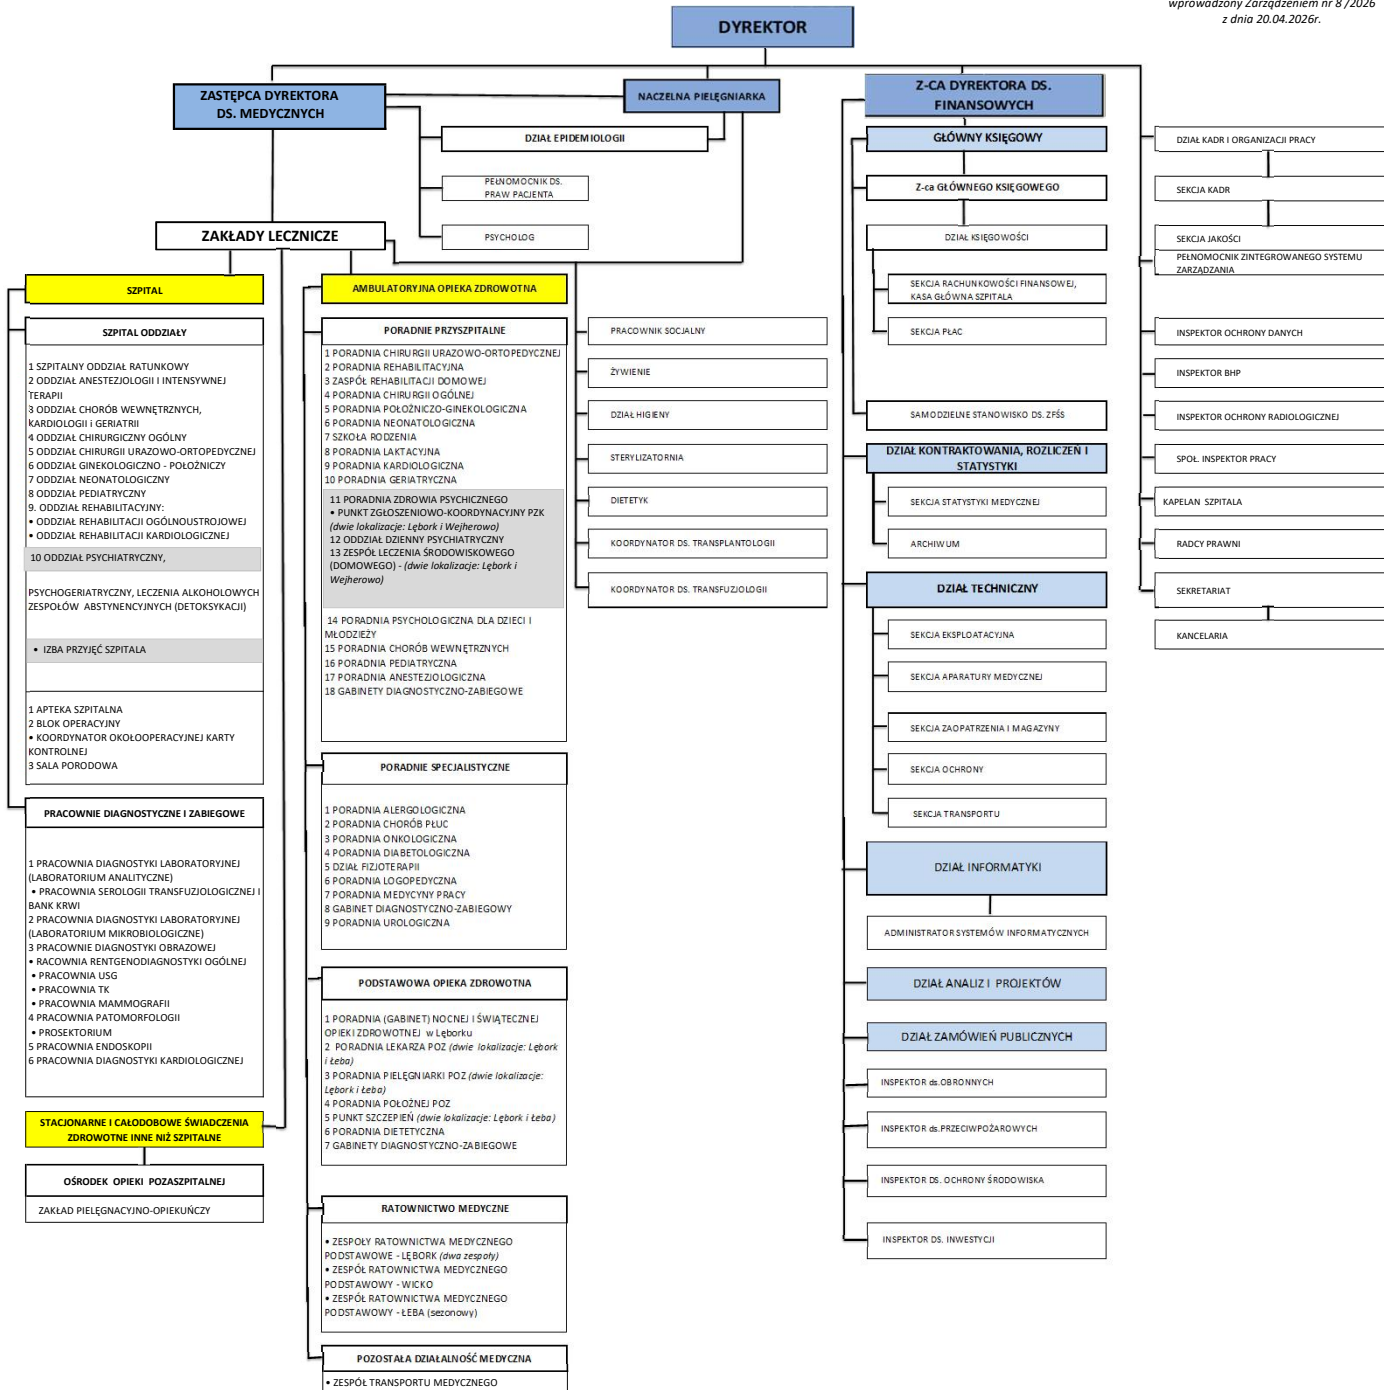 wprowadzony Zarządzeniem nr 8 /2026
z dnia 20.04.2026r.
DYREKTOR
ZASTĘPCA DYREKTORA
DS. MEDYCZNYCH
NACZELNA PIELĘGNIARKA
Z-CA DYREKTORA DS.
FINANSOWYCH
DZIAŁ EPIDEMIOLOGII
PEŁNOMOCNIK DS.
PRAW PACJENTA
PSYCHOLOG
ZAKŁADY LECZNICZE
SZPITAL
SZPITAL ODDZIAŁY
1 SZPITALNY ODDZIAŁ RATUNKOWY
2 ODDZIAŁ ANESTEZJOLOGII I INTENSYWNEJ
TERAPII
3 ODDZIAŁ CHORÓB WEWNĘTRZNYCH,
KARDIOLOGII i GERIATRII
4 ODDZIAŁ CHIRURGICZNY OGÓLNY
5 ODDZIAŁ CHIRURGII URAZOWO-ORTOPEDYCZNEJ
6 ODDZIAŁ GINEKOLOGICZNO - POŁOŻNICZY
7 ODDZIAŁ NEONATOLOGICZNY
8 ODDZIAŁ PEDIATRYCZNY
9. ODDZIAŁ REHABILITACYJNY:
• ODDZIAŁ REHABILITACJI OGÓLNOUSTROJOWEJ
• ODDZIAŁ REHABILITACJI KARDIOLOGICZNEJ
10 ODDZIAŁ PSYCHIATRYCZNY,
PSYCHOGERIATRYCZNY, LECZENIA ALKOHOLOWYCH
ZESPOŁÓW ABSTYNENCYJNYCH (DETOKSYKACJI)
• IZBA PRZYJĘĆ SZPITALA
1 APTEKA SZPITALNA
2 BLOK OPERACYJNY
• KOORDYNATOR OKOŁOOPERACYJNEJ KARTY
KONTROLNEJ
3 SALA PORODOWA
PRACOWNIE DIAGNOSTYCZNE I ZABIEGOWE
1 PRACOWNIA DIAGNOSTYKI LABORATORYJNEJ
(LABORATORIUM ANALITYCZNE)
• PRACOWNIA SEROLOGII TRANSFUZJOLOGICZNEJ I
BANK KRWI
2 PRACOWNIA DIAGNOSTYKI LABORATORYJNEJ
(LABORATORIUM MIKROBIOLOGICZNE)
3 PRACOWNIE DIAGNOSTYKI OBRAZOWEJ
• RACOWNIA RENTGENODIAGNOSTYKI OGÓLNEJ
• PRACOWNIA USG
• PRACOWNIA TK
• PRACOWNIA MAMMOGRAFII
4 PRACOWNIA PATOMORFOLOGII
• PROSEKTORIUM
5 PRACOWNIA ENDOSKOPII
6 PRACOWNIA DIAGNOSTYKI KARDIOLOGICZNEJ
STACJONARNE I CAŁODOBOWE ŚWIADCZENIA
ZDROWOTNE INNE NIŻ SZPITALNE
OŚRODEK OPIEKI POZASZPITALNEJ
ZAKŁAD PIELĘGNACYJNO-OPIEKUŃCZY
AMBULATORYJNA OPIEKA ZDROWOTNA
PORADNIE PRZYSZPITALNE
1 PORADNIA CHIRURGII URAZOWO-ORTOPEDYCZNEJ
2 PORADNIA REHABILITACYJNA
3 ZASPÓŁ REHABILITACJI DOMOWEJ
4 PORADNIA CHIRURGII OGÓLNEJ
5 PORADNIA POŁOŻNICZO-GINEKOLOGICZNA
6 PORADNIA NEONATOLOGICZNA
7 SZKOŁA RODZENIA
8 PORADNIA LAKTACYJNA
9 PORADNIA KARDIOLOGICZNA
10 PORADNIA GERIATRYCZNA
11 PORADNIA ZDROWIA PSYCHICZNEGO
• PUNKT ZGŁOSZENIOWO-KOORDYNACYJNY PZK
(dwie lokalizacje: Lębork i Wejherowo)
12 ODDZIAŁ DZIENNY PSYCHIATRYCZNY
13 ZESPÓŁ LECZENIA ŚRODOWISKOWEGO
(DOMOWEGO) - (dwie lokalizacje: Lębork i
Wejherowo)
14 PORADNIA PSYCHOLOGICZNA DLA DZIECI I
MŁODZIEŻY
15 PORADNIA CHORÓB WEWNĘTRZNYCH
16 PORADNIA PEDIATRYCZNA
17 PORADNIA ANESTEZJOLOGICZNA
18 GABINETY DIAGNOSTYCZNO-ZABIEGOWE
PORADNIE SPECJALISTYCZNE
1 PORADNIA ALERGOLOGICZNA
2 PORADNIA CHORÓB PŁUC
3 PORADNIA ONKOLOGICZNA
4 PORADNIA DIABETOLOGICZNA
5 DZIAŁ FIZJOTERAPII
6 PORADNIA LOGOPEDYCZNA
7 PORADNIA MEDYCYNY PRACY
8 GABINET DIAGNOSTYCZNO-ZABIEGOWY
9 PORADNIA UROLOGICZNA
PODSTAWOWA OPIEKA ZDROWOTNA
1 PORADNIA (GABINET) NOCNEJ I ŚWIĄTECZNEJ
OPIEKI ZDROWOTNEJ w Lęborku
2 PORADNIA LEKARZA POZ (dwie lokalizacje: Lębork
i Łeba)
3 PORADNIA PIELĘGNIARKI POZ (dwie lokalizacje:
Lębork i Łeba)
4 PORADNIA POŁOŻNEJ POZ
5 PUNKT SZCZEPIEŃ (dwie lokalizacje: Lębork i Łeba)
6 PORADNIA DIETETYCZNA
7 GABINETY DIAGNOSTYCZNO-ZABIEGOWE
RATOWNICTWO MEDYCZNE
• ZESPOŁY RATOWNICTWA MEDYCZNEGO
PODSTAWOWE - LĘBORK (dwa zespoły)
• ZESPÓŁ RATOWNICTWA MEDYCZNEGO
PODSTAWOWY - WICKO
• ZESPÓŁ RATOWNICTWA MEDYCZNEGO
PODSTAWOWY - ŁEBA (sezonowy)
POZOSTAŁA DZIAŁALNOŚĆ MEDYCZNA
• ZESPÓŁ TRANSPORTU MEDYCZNEGO
PRACOWNIK SOCJALNY
ŻYWIENIE
DZIAŁ HIGIENY
STERYLIZATORNIA
DIETETYK
KOORDYNATOR DS. TRANSPLANTOLOGII
KOORDYNATOR DS. TRANSFUZJOLOGII
GŁÓWNY KSIĘGOWY
Z-ca GŁÓWNEGO KSIĘGOWEGO
DZIAŁ KSIĘGOWOŚCI
SEKCJA RACHUNKOWOŚCI FINANSOWEJ,
KASA GŁÓWNA SZPITALA
SEKCJA PŁAC
SAMODZIELNE STANOWISKO DS. ZFŚS
DZIAŁ KONTRAKTOWANIA, ROZLICZEŃ I
STATYSTYKI
SEKCJA STATYSTYKI MEDYCZNEJ
ARCHIWUM
DZIAŁ TECHNICZNY
SEKCJA EKSPLOATACYJNA
SEKCJA APARATURY MEDYCZNEJ
SEKCJA ZAOPATRZENIA I MAGAZYNY
SEKCJA OCHRONY
SEKCJA TRANSPORTU
DZIAŁ INFORMATYKI
ADMINISTRATOR SYSTEMÓW INFORMATYCZNYCH
DZIAŁ ANALIZ I PROJEKTÓW
DZIAŁ ZAMÓWIEŃ PUBLICZNYCH
INSPEKTOR ds.OBRONNYCH
INSPEKTOR ds.PRZECIWPOŻAROWYCH
INSPEKTOR DS. OCHRONY ŚRODOWISKA
INSPEKTOR DS. INWESTYCJI
DZIAŁ KADR I ORGANIZACJI PRACY
SEKCJA KADR
SEKCJA JAKOŚCI
PEŁNOMOCNIK ZINTEGROWANEGO SYSTEMU
ZARZĄDZANIA
INSPEKTOR OCHRONY DANYCH
INSPEKTOR BHP
INSPEKTOR OCHRONY RADIOLOGICZNEJ
SPOŁ. INSPEKTOR PRACY
KAPELAN SZPITALA
RADCY PRAWNI
SEKRETARIAT
KANCELARIA